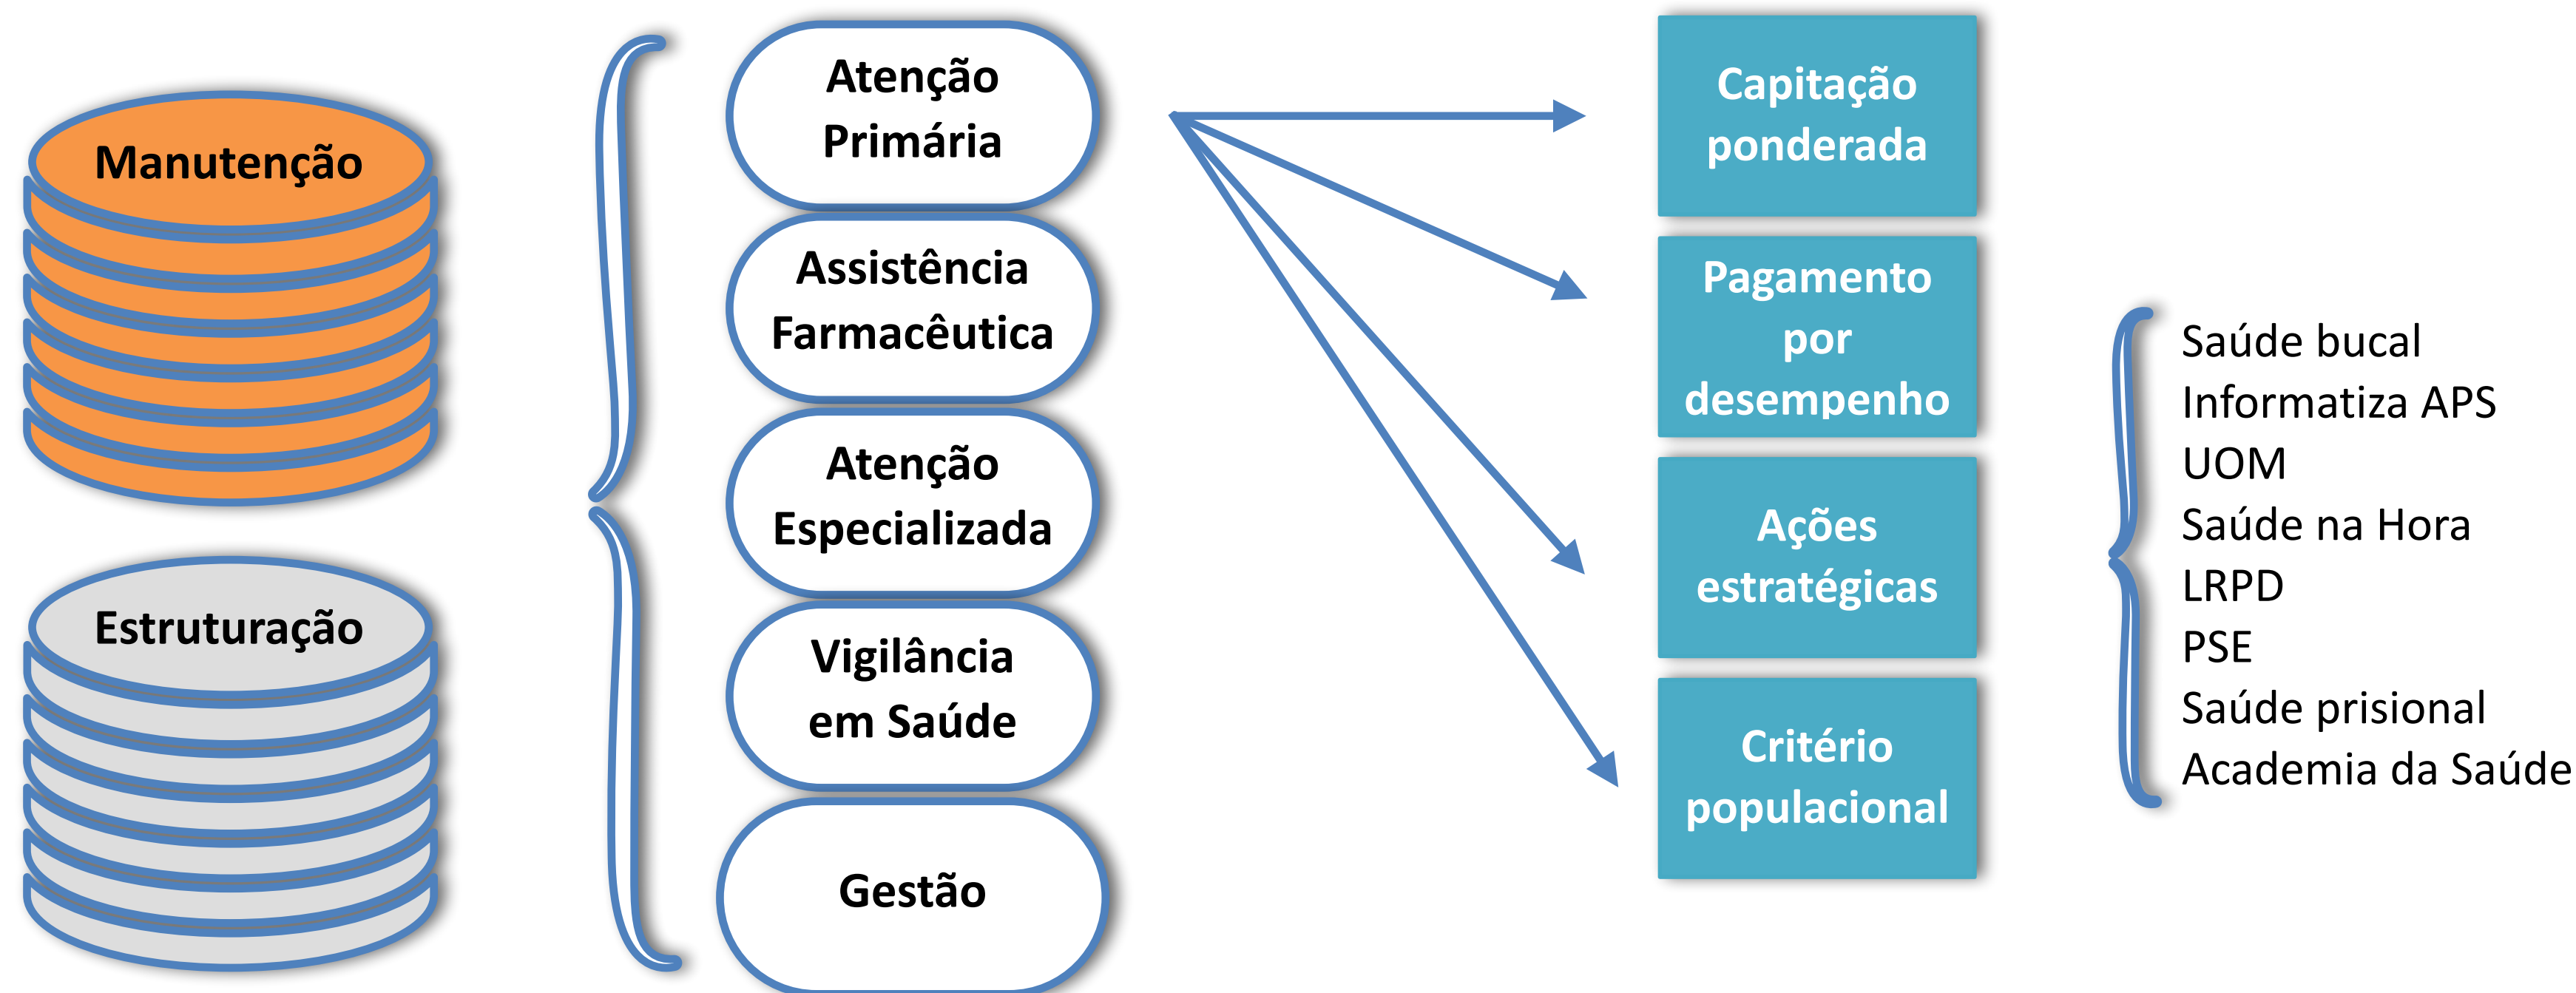 Manutenção
Estruturação
Atenção
Primária
Assistência
Farmacêutica
Atenção
Especializada
Vigilância
em Saúde
Gestão
Capitação
ponderada
Pagamento
por
desempenho
Ações
estratégicas
Critério
populacional
Saúde bucal
Informatiza APS
UOM
Saúde na Hora
LRPD
PSE
Saúde prisional
Academia da Saúde